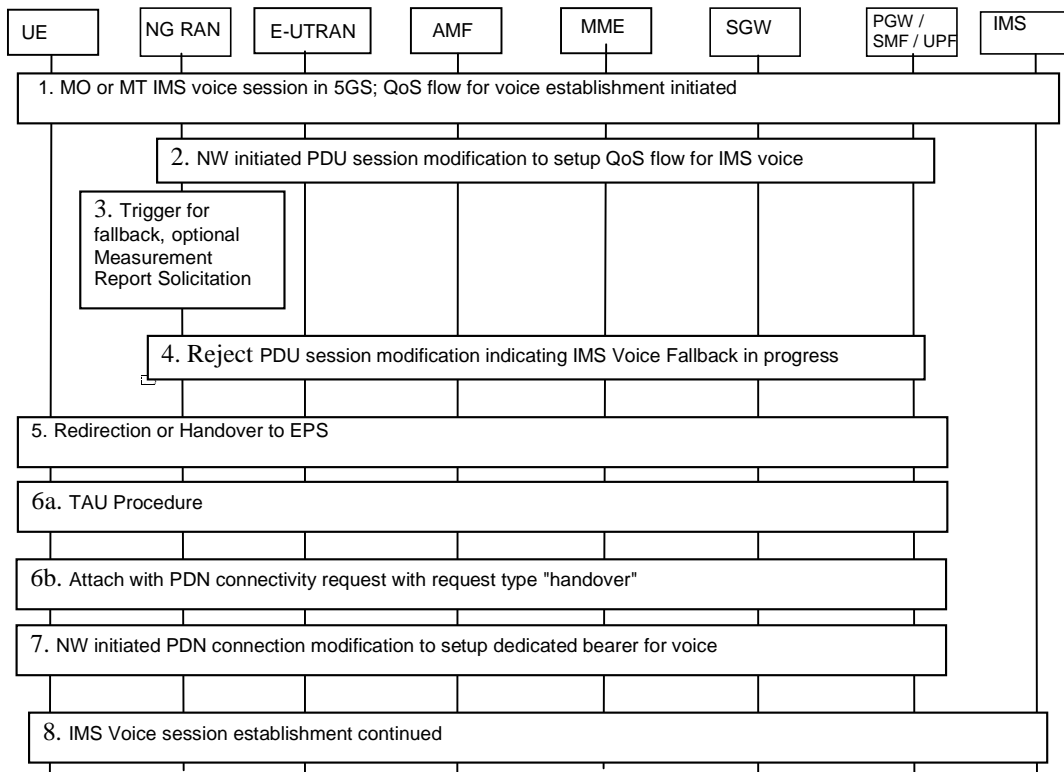 UE
NG RAN
E-UTRAN
AMF
MME
SGW
PGW /
SMF / UPF
IMS
1. MO or MT IMS voice session in 5GS; QoS flow for voice establishment initiated
2. NW initiated PDU session modification to setup QoS flow for IMS voice
3. Trigger for
fallback, optional
Measurement
Report Solicitation
4. Reject PDU session modification indicating IMS Voice Fallback in progress
5. Redirection or Handover to EPS
6a. TAU Procedure
6b. Attach with PDN connectivity request with request type "handover"
7. NW initiated PDN connection modification to setup dedicated bearer for voice
8. IMS Voice session establishment continued